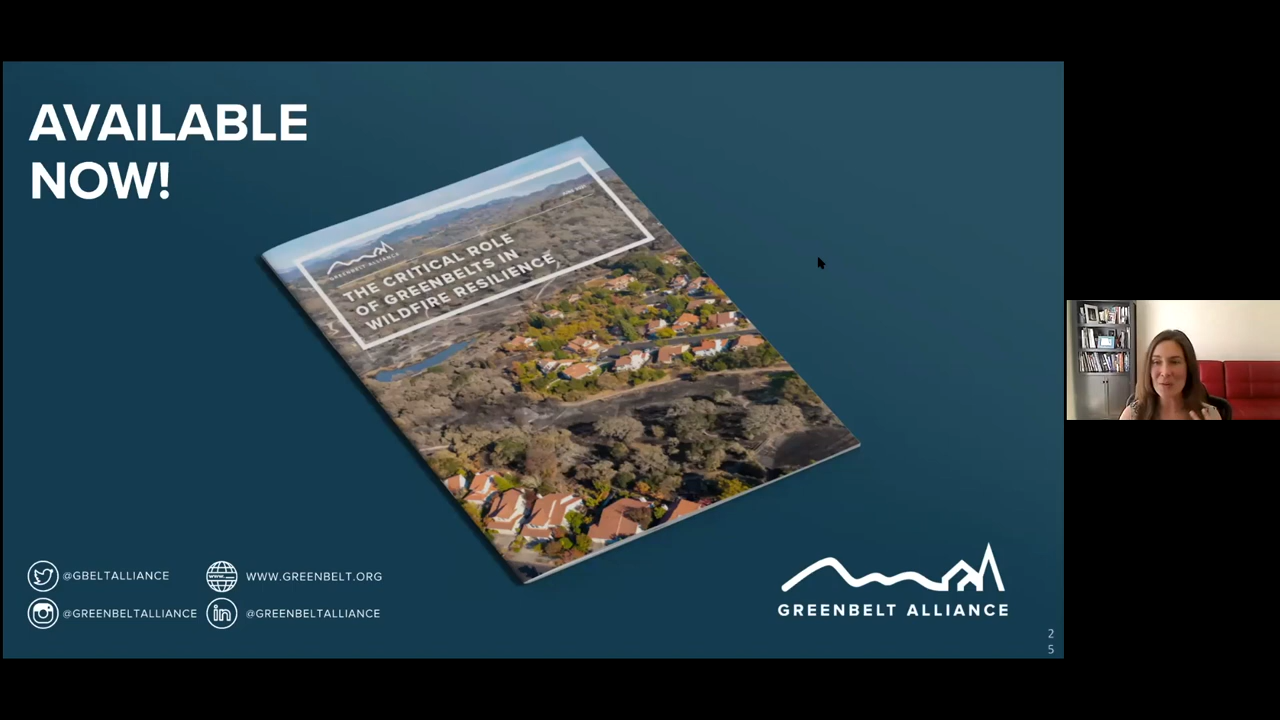 AVAILABLE
NOW!
GREENBELT ALLIANCE
THE CRITICAL ROLE
OF GREENBELTS IN
WILDFIRE RESILIENCE
@GBELTALLIANCE
WWW.GREENBELT.ORG
@GREENBELTALLIANCE
@GREENBELTALLIANCE
GREENBELT ALLIANCE
2
5